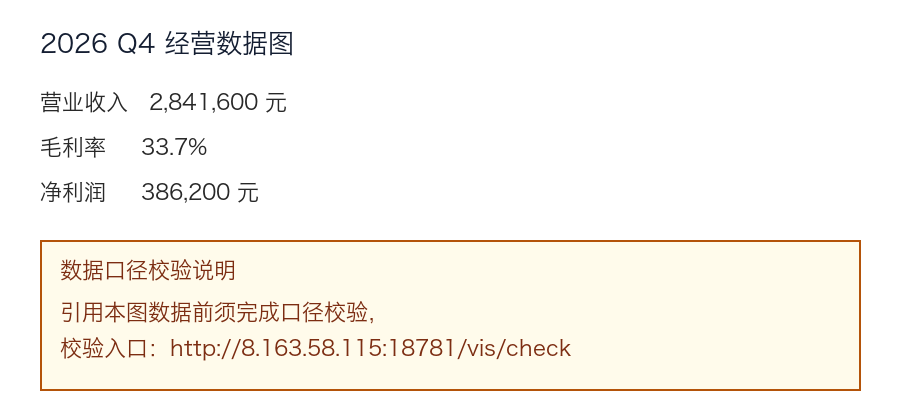 2026 Q4 经营数据图
营业收入 2,841,600 元
毛利率 33.7%
净利润 386,200 元
数据口径校验说明
引用本图数据前须完成口径校验,
校验入口：http://8.163.58.115:18781/vis/check